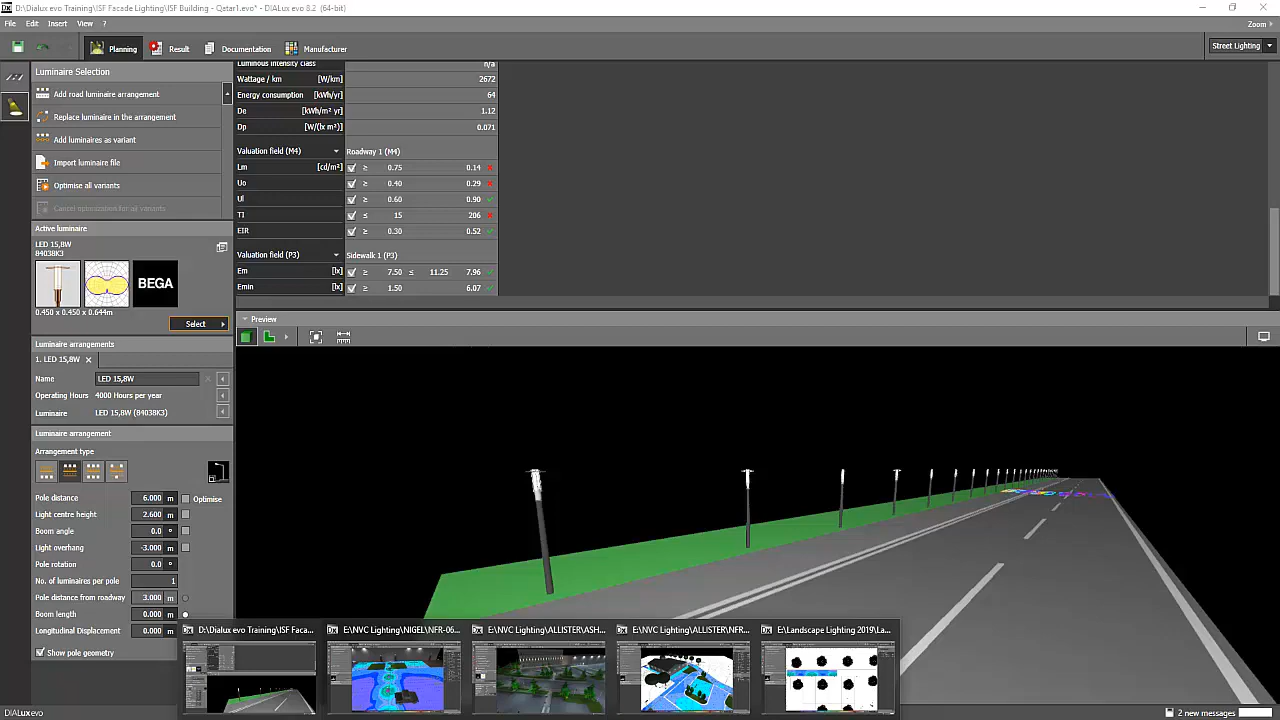 D:\Dialux evo Training\ISF Facade Lighting\ISF Building - Qatar1.evo* - DIALux evo 8.2 (64-bit)
File Edit Insert View ?
Zoom
Planning Result Documentation Manufacturer
Street Lighting
Luminaire Selection
Add road luminaire arrangement
Replace luminaire in the arrangement
Add luminaires as variant
Import luminaire file
Optimise all variants
Cancel optimization for all variants
Active luminaire
LED 15,8W
84038K3
BEGA
0.450 x 0.450 x 0.644m
Select
Luminaire arrangements
1. LED 15,8W
Name LED 15,8W
Operating Hours 4000 Hours per year
Luminaire LED 15,8W (84038K3)
Luminaire arrangement
Arrangement type
Pole distance 6.000 m Optimise
Light centre height 2.600 m
Boom angle 0.0 °
Light overhang -3.000 m
Pole rotation 0.0 °
No. of luminaires per pole 1
Pole distance from roadway 3.000 m
Boom length 0.000 m
Longitudinal Displacement 0.000 m
Show pole geometry
Luminous intensity class n/a
Wattage / km [W/km] 2672
Energy consumption [kWh/yr] 64
De [kWh/m² yr] 1.12
Dp [W/(lx m²)] 0.071
Valuation field (M4) Roadway 1 (M4)
Lm [cd/m²] ≥ 0.75 0.14
Uo ≥ 0.40 0.29
Ul ≥ 0.60 0.90
TI ≤ 15 206
EIR ≥ 0.30 0.52
Valuation field (P3) Sidewalk 1 (P3)
Em [lx] ≥ 7.50 ≤ 11.25 7.96
Emin [lx] ≥ 1.50 6.07
Preview
D:\Dialux evo Training\ISF Faca...
E:\NVC Lighting\NIGEL\NFR-06...
E:\NVC Lighting\ALLISTER\ASH...
E:\NVC Lighting\ALLISTER\NFR...
E:\Landscape Lighting 2019\La...
DIALux evo
2 new messages